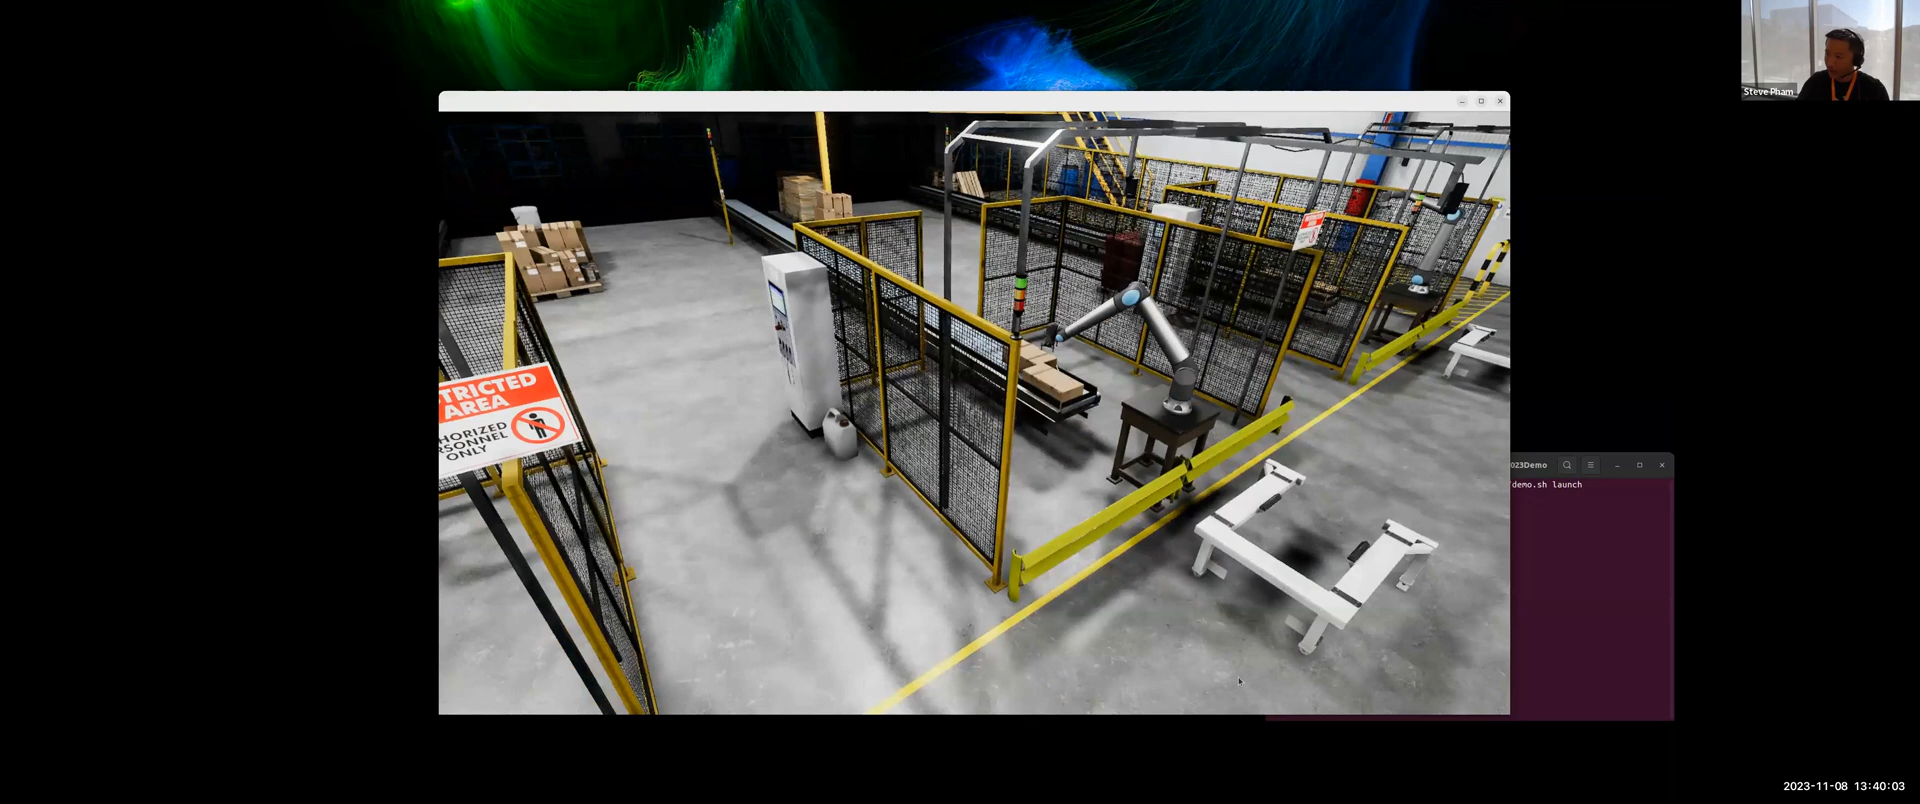 Steve Pham
TRICTED
AREA
HORIZED
RSONNEL
ONLY
023Demo
demo.sh launch
2023-11-08 13:40:03